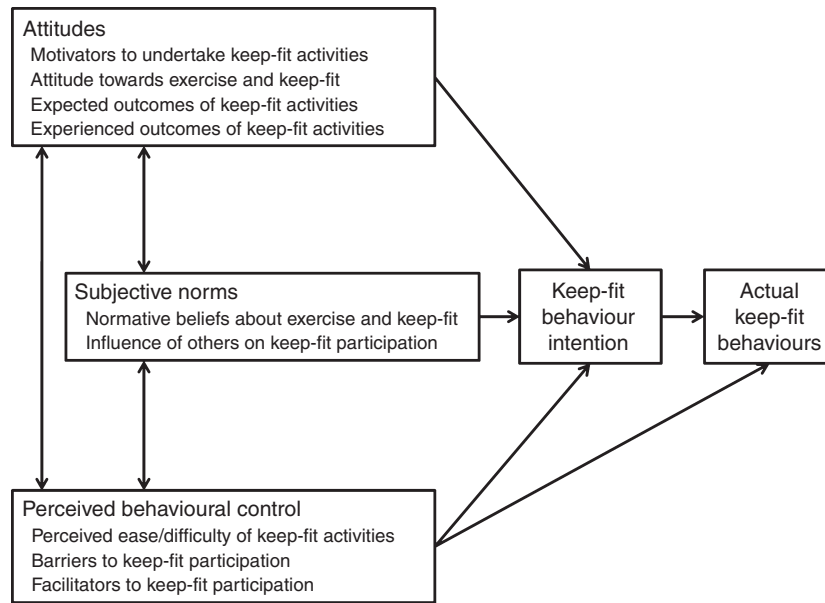 Attitudes
Motivators to undertake keep-fit activities
Attitude towards exercise and keep-fit
Expected outcomes of keep-fit activities
Experienced outcomes of keep-fit activities
Subjective norms
Normative beliefs about exercise and keep-fit
Influence of others on keep-fit participation
Keep-fit
behaviour
intention
Actual
keep-fit
behaviours
Perceived behavioural control
Perceived ease/difficulty of keep-fit activities
Barriers to keep-fit participation
Facilitators to keep-fit participation